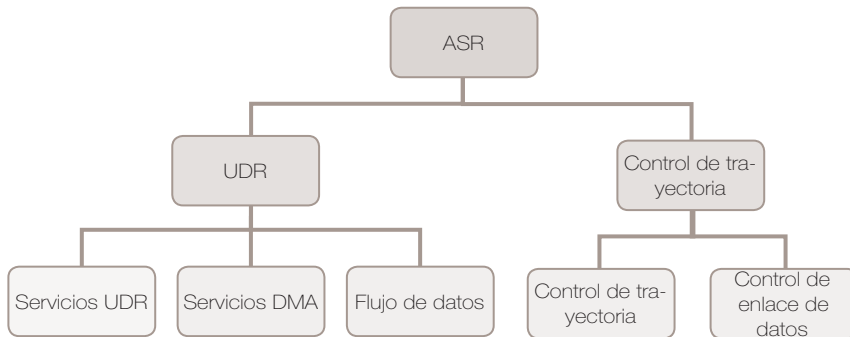 ASR
UDR
Control de tra-
yectoria
Servicios UDR
Servicios DMA
Flujo de datos
Control de tra-
yectoria
Control de
enlace de
datos